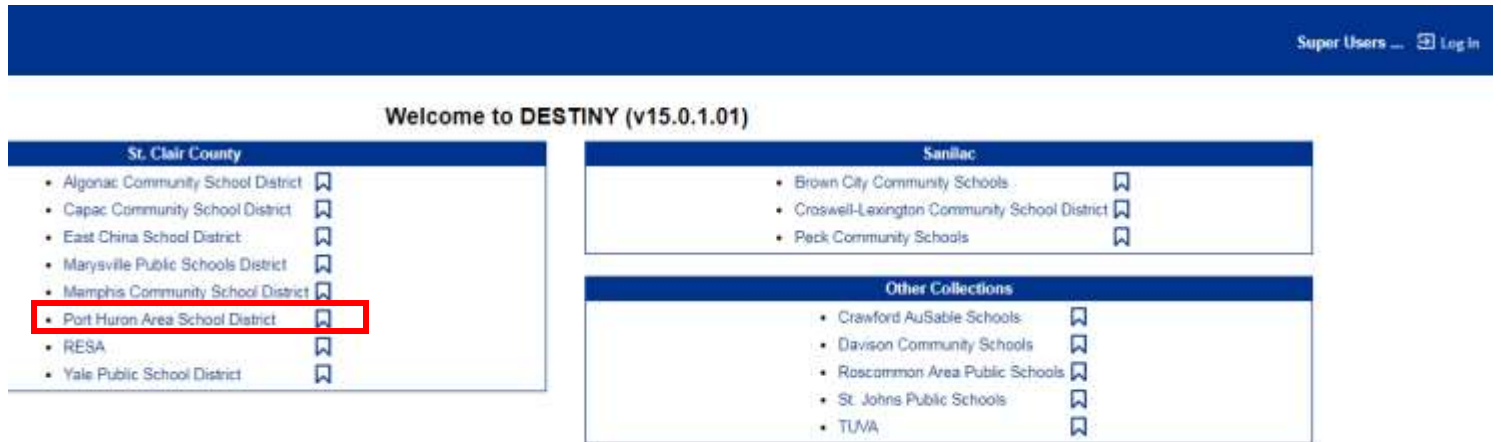 Super Users ... Log In
Welcome to DESTINY (v15.0.1.01)
St. Clair County
• Algonac Community School District
• Capac Community School District
• East China School District
• Marysville Public Schools District
• Memphis Community School District
• Port Huron Area School District
• RESA
• Yale Public School District
Sanilac
• Brown City Community Schools
• Croswell-Lexington Community School District
• Peck Community Schools
Other Collections
• Crawford AuSable Schools
• Davison Community Schools
• Roscommon Area Public Schools
• St. Johns Public Schools
• TUVA